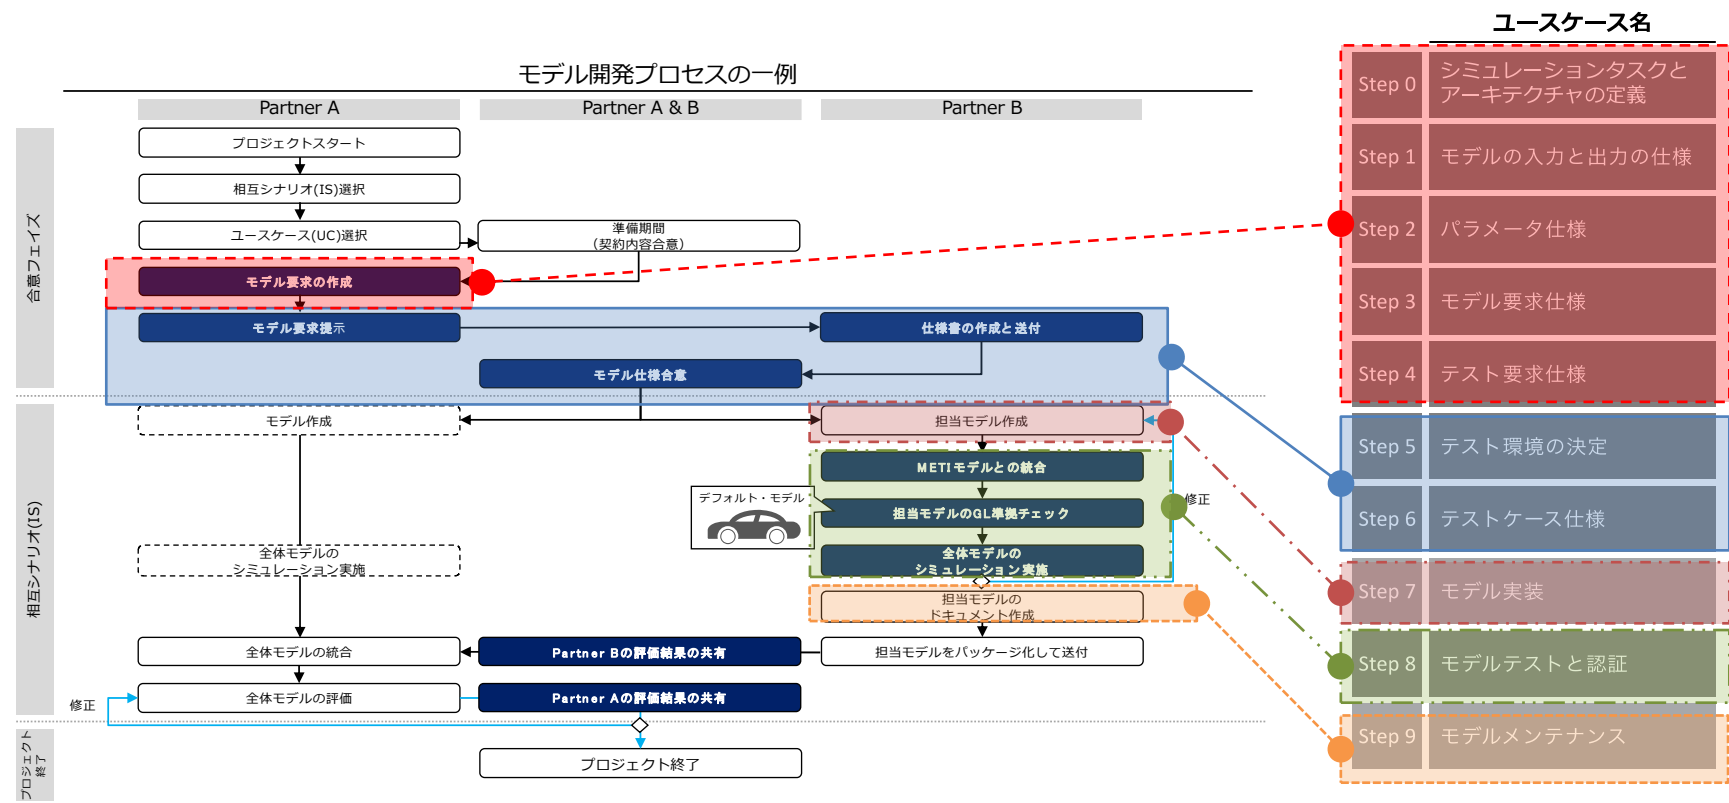 ユースケース名
モデル開発プロセスの一例
Partner A
Partner A & B
Partner B
合意フェイズ
プロジェクトスタート
相互シナリオ(IS)選択
ユースケース(UC)選択
準備期間
（契約内容合意）
モデル要求の作成
モデル要求提示
仕様書の作成と送付
モデル仕様合意
相互シナリオ(IS)
モデル作成
担当モデル作成
METIモデルとの統合
デフォルト・モデル
担当モデルのGL準拠チェック
修正
全体モデルの
シミュレーション実施
全体モデルの
シミュレーション実施
担当モデルの
ドキュメント作成
全体モデルの統合
Partner Bの評価結果の共有
担当モデルをパッケージ化して送付
修正
全体モデルの評価
Partner Aの評価結果の共有
プロジェクト
終了
プロジェクト終了
Step 0
シミュレーションタスクと
アーキテクチャの定義
Step 1
モデルの入力と出力の仕様
Step 2
パラメータ仕様
Step 3
モデル要求仕様
Step 4
テスト要求仕様
Step 5
テスト環境の決定
Step 6
テストケース仕様
Step 7
モデル実装
Step 8
モデルテストと認証
Step 9
モデルメンテナンス